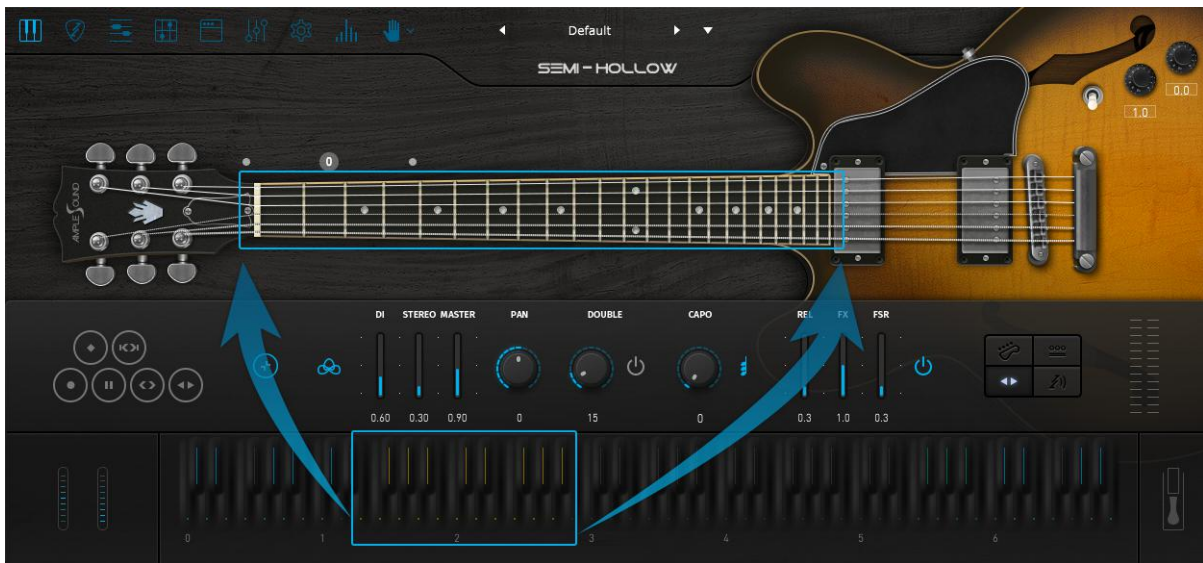 Default
SEMI-HOLLOW
0.0
1.0
0
AMPLE SOUND
DI STEREO MASTER PAN DOUBLE CAPO REL FX FSR
0.60 0.30 0.90 0 15 0 0.3 1.0 0.3
0 1 2 3 4 5 6